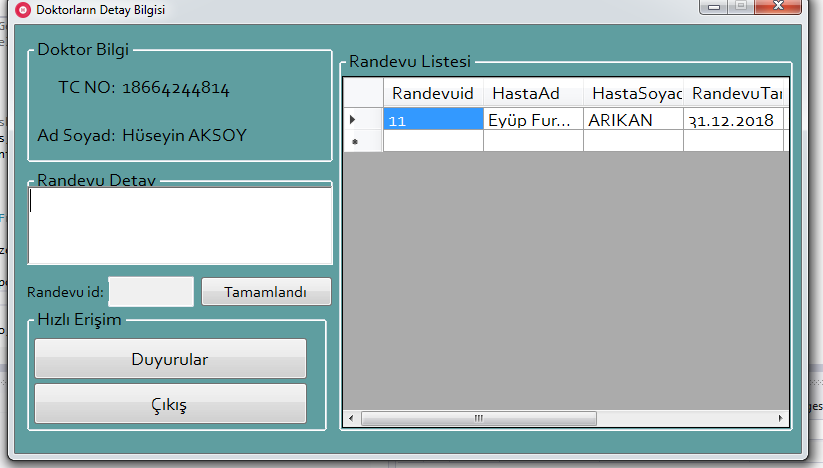 Doktorların Detay Bilgisi
Doktor Bilgi
TC NO: 18664244814
Ad Soyad: Hüseyin AKSOY
Randevu Detay
Randevu id:
Tamamlandı
Hızlı Erişim
Duyurular
Çıkış
Randevu Listesi
Randevuid HastaAd HastaSoyad RandevuTar
11 Eyüp Fur... ARIKAN 31.12.2018